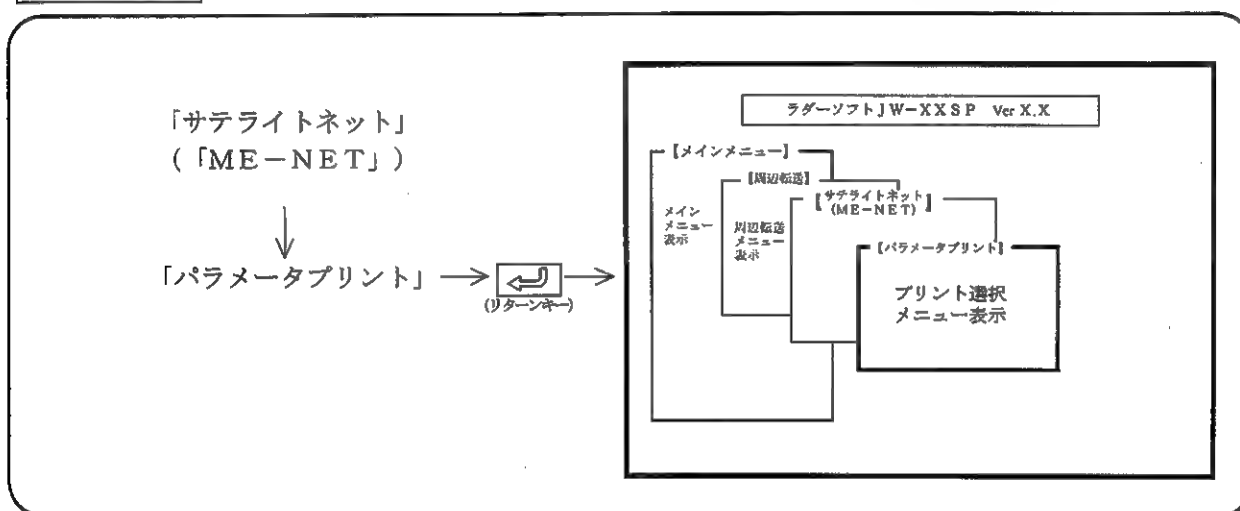 「サテライトネット」
(「ME-NET」)
「パラメータプリント」
(リターンキー)
ラダーソフトJW-XXSP Ver X.X
【メインメニュー】
【周辺転送】
【サテライトネット
(ME-NET)】
メイン
メニュー
表示
周辺転送
メニュー
表示
【パラメータプリント】
プリント選択
メニュー表示